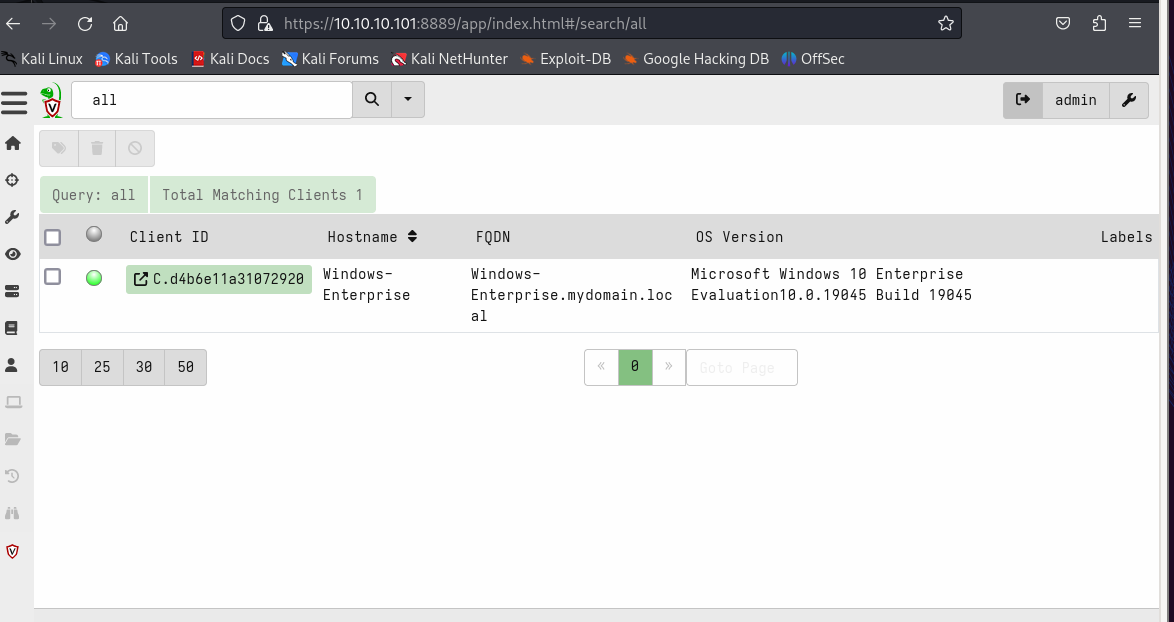 https://10.10.10.101:8889/app/index.html#/search/all
Kali Linux Kali Tools Kali Docs Kali Forums Kali NetHunter Exploit-DB Google Hacking DB OffSec
V all admin
Query: all Total Matching Clients 1
Client ID Hostname FQDN OS Version Labels
C.d4b6e11a31072920 Windows- Windows- Microsoft Windows 10 Enterprise
Enterprise Enterprise.mydomain.loc Evaluation10.0.19045 Build 19045
al
10 25 30 50 « 0 » Goto Page
V